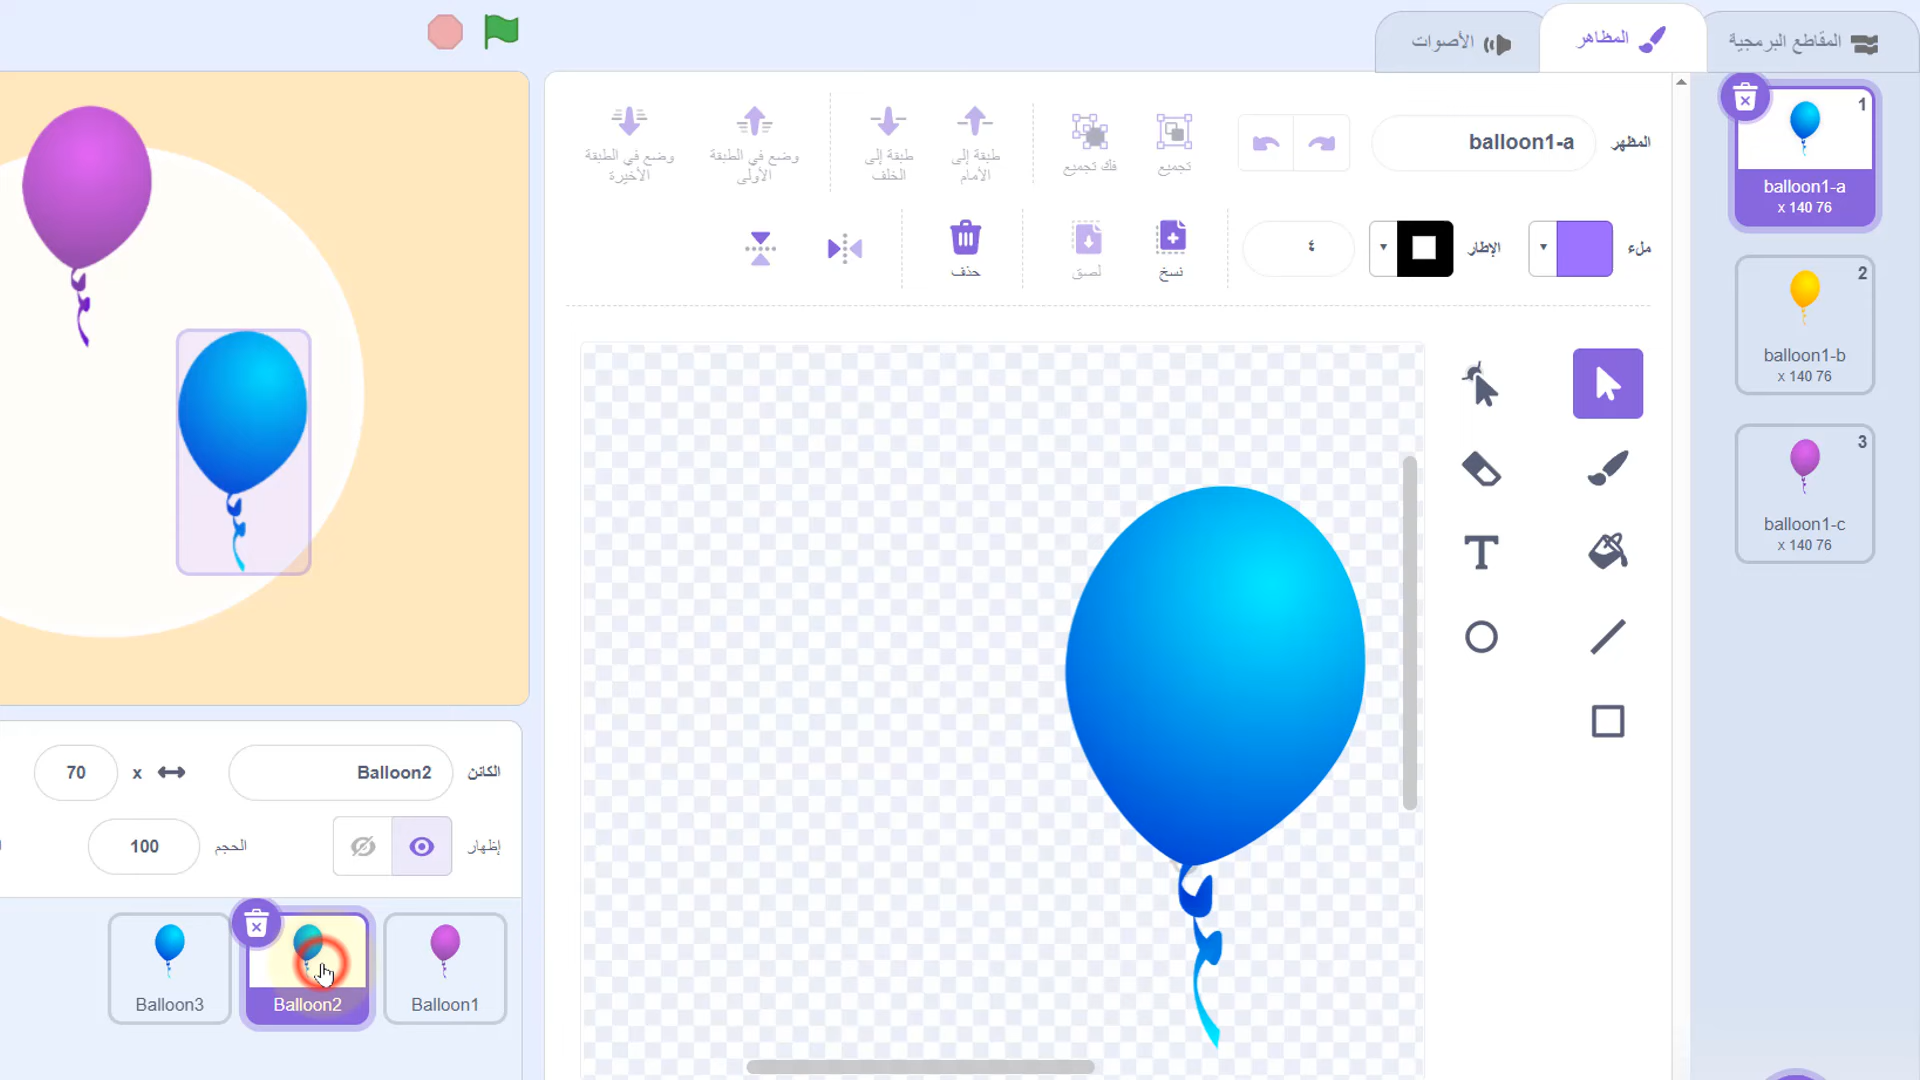 المقاطع البرمجية
المظاهر
الأصوات
المظهر
balloon1-a
تجميع
فك تجميع
طبقة إلى الأمام
طبقة إلى الخلف
وضع في الطبقة الأولى
وضع في الطبقة الأخيرة
ملء
الإطار
٤
نسخ
لصق
حذف
1
balloon1-a
140 x 76
2
balloon1-b
140 x 76
3
balloon1-c
140 x 76
الكائن
Balloon2
x
70
إظهار
الحجم
100
Balloon1
Balloon2
Balloon3